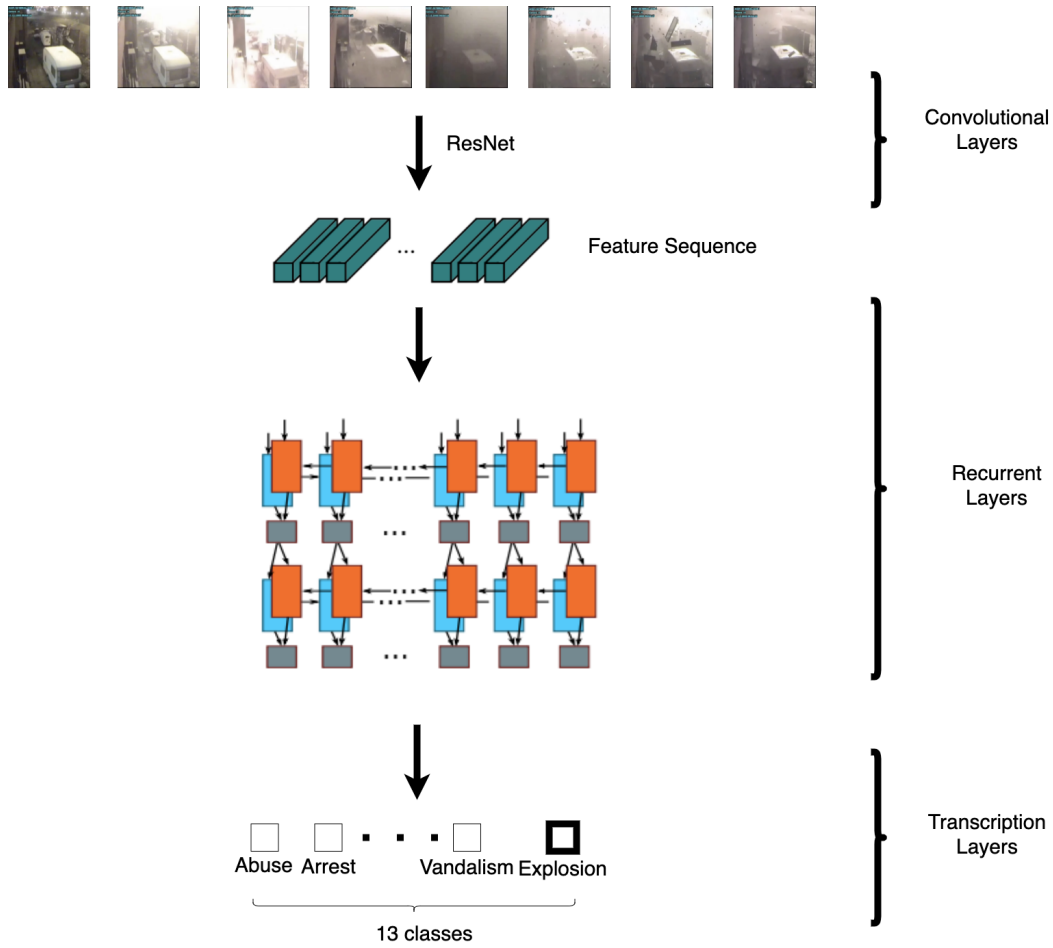 Convolutional
Layers
ResNet
Feature Sequence
Recurrent
Layers
Transcription
Layers
Abuse
Arrest
Vandalism
Explosion
13 classes